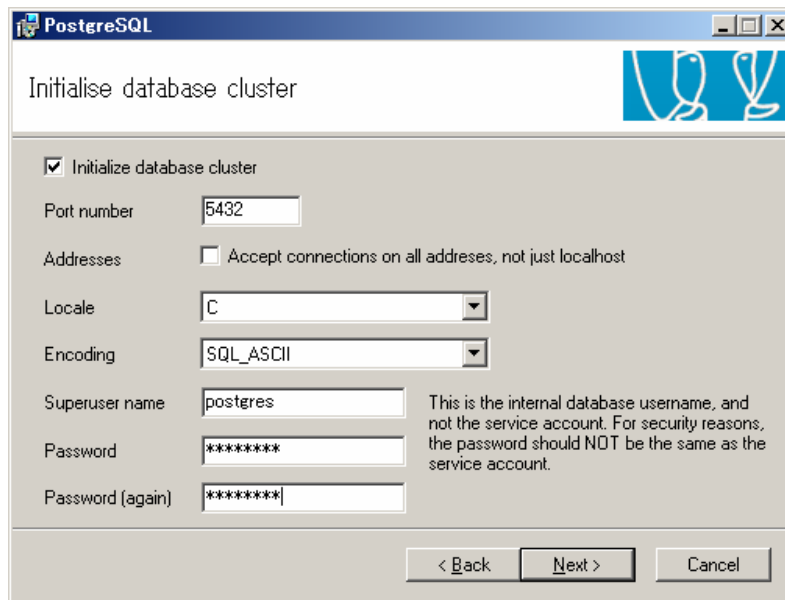 PostgreSQL
Initialise database cluster
Initialize database cluster
Port number 5432
Addresses Accept connections on all addreses, not just localhost
Locale C
Encoding SQL_ASCII
Superuser name postgres
This is the internal database username, and
not the service account. For security reasons,
the password should NOT be the same as the
service account.
Password ********
Password (again) ********
< Back Next > Cancel